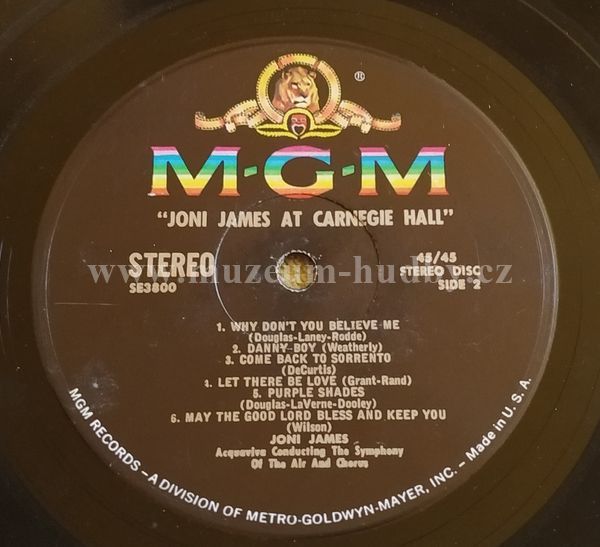 ®
M·G·M
"JONI JAMES AT CARNEGIE HALL"
STEREO
SE3800
45/45
STEREO DISC
SIDE 2
www.muzeum-hudby.cz
1. WHY DON'T YOU BELIEVE ME
(Douglas-Laney-Rodde)
2. DANNY BOY (Weatherly)
3. COME BACK TO SORRENTO
(DeCurtis)
4. LET THERE BE LOVE (Grant-Rand)
5. PURPLE SHADES
(Douglas-LaVerne-Dooley)
6. MAY THE GOOD LORD BLESS AND KEEP YOU
(Wilson)
JONI JAMES
Acquaviva Conducting The Symphony
Of The Air And Chorus
MGM RECORDS – A DIVISION OF METRO-GOLDWYN-MAYER, INC. – Made in U.S.A.